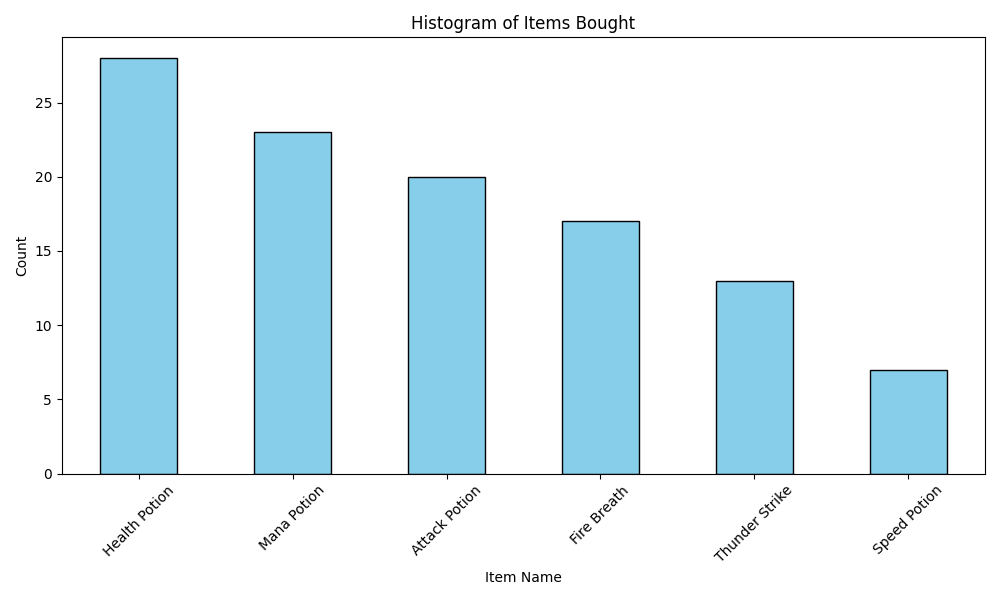 Histogram of Items Bought
Count
25
20
15
10
5
0
Health Potion
Mana Potion
Attack Potion
Fire Breath
Thunder Strike
Speed Potion
Item Name